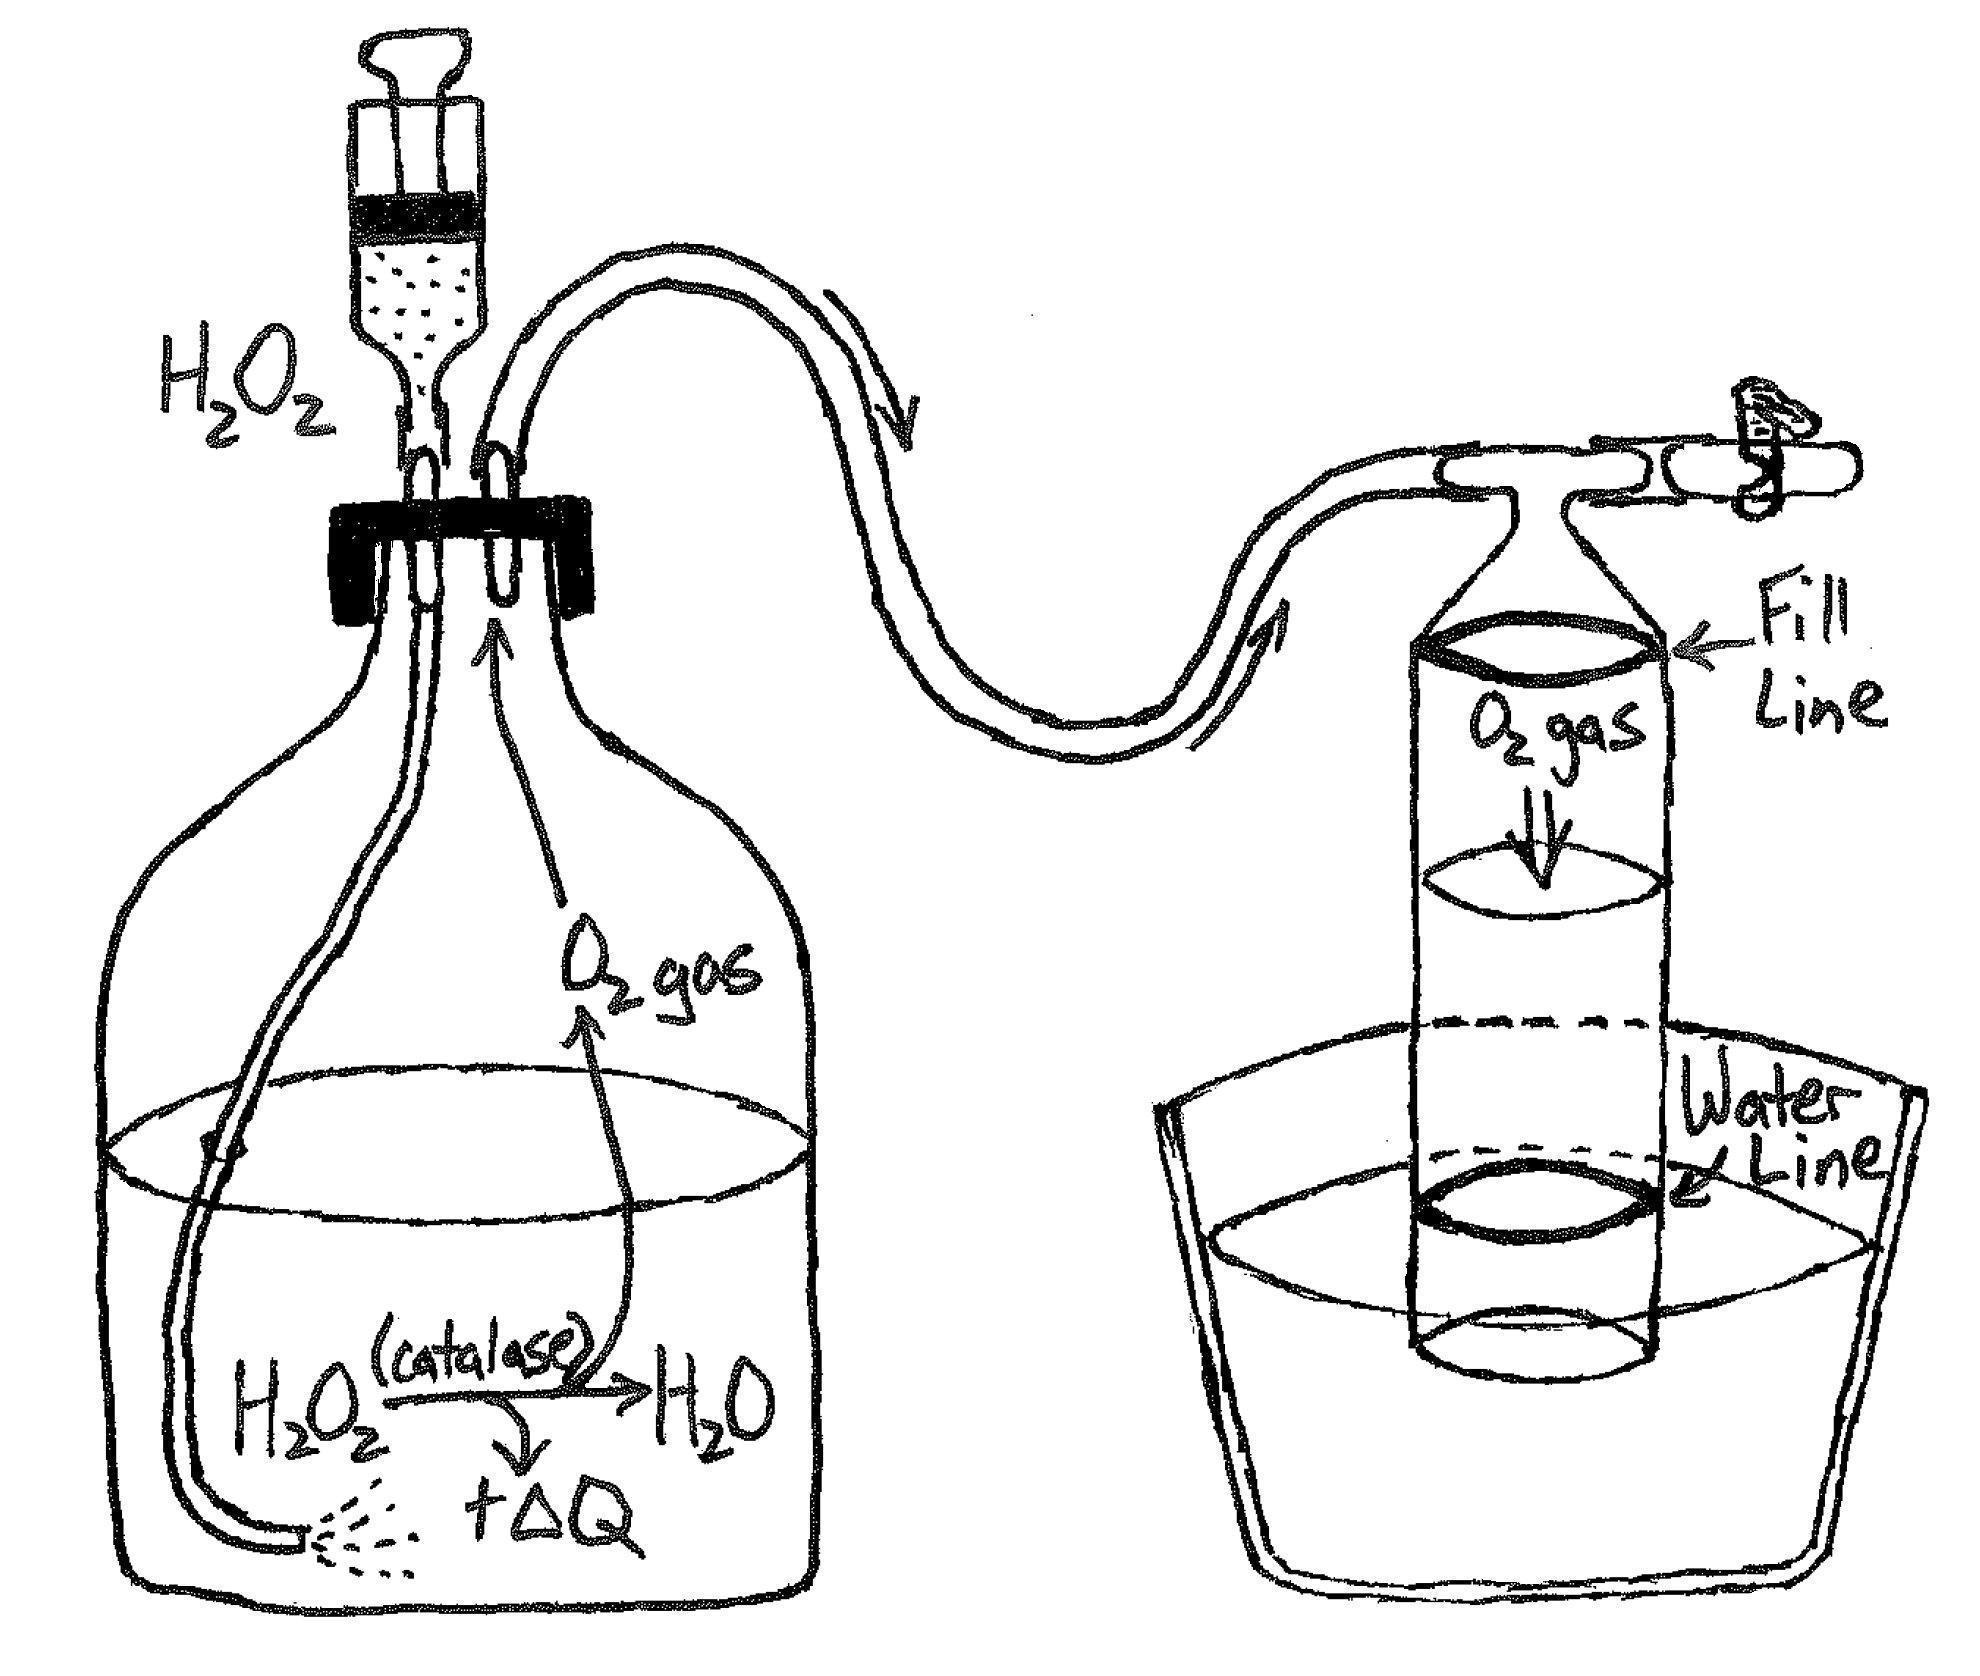 H₂O₂
Fill
Line
O₂ gas
O₂ gas
Water
Line
(catalase)
H₂O₂ → H₂O
+ΔQ